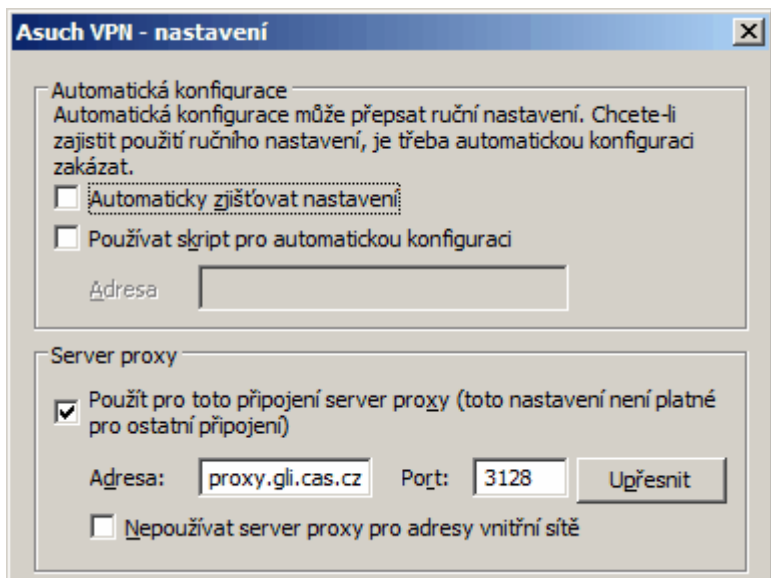 Asuch VPN - nastavení
Automatická konfigurace
Automatická konfigurace může přepsat ruční nastavení. Chcete-li
zajistit použití ručního nastavení, je třeba automatickou konfiguraci
zakázat.
Automaticky zjišťovat nastavení
Používat skript pro automatickou konfiguraci
Adresa
Server proxy
Použít pro toto připojení server proxy (toto nastavení není platné
pro ostatní připojení)
Adresa: proxy.gli.cas.cz Port: 3128 Upřesnit
Nepoužívat server proxy pro adresy vnitřní sítě